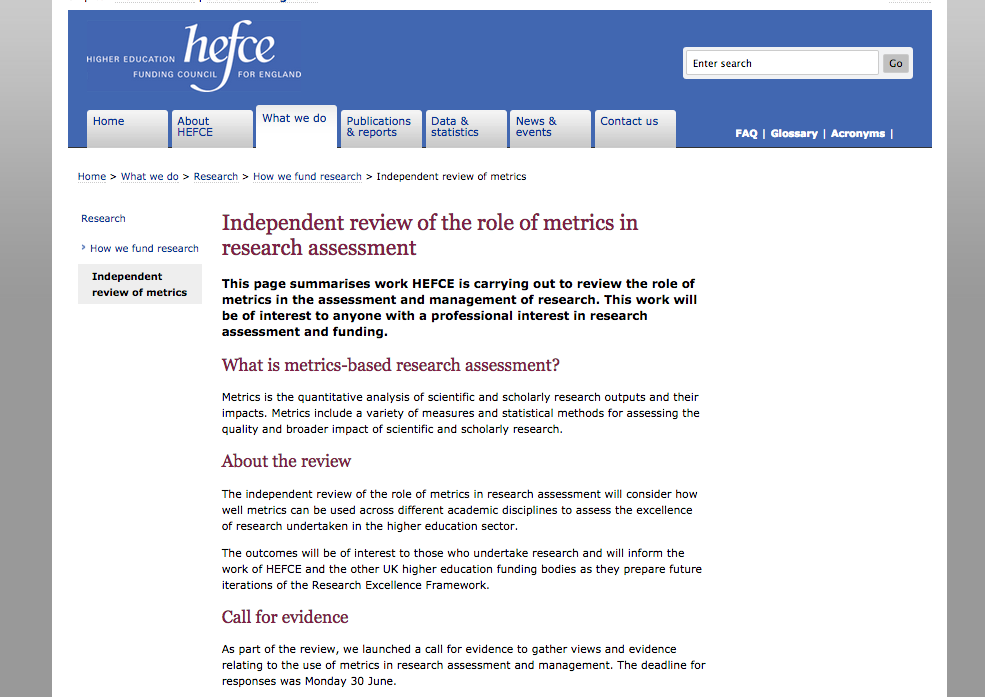 hefce
HIGHER EDUCATION
FUNDING COUNCIL FOR ENGLAND
Enter search
Go
Home
About
HEFCE
What we do
Publications
& reports
Data &
statistics
News &
events
Contact us
FAQ | Glossary | Acronyms |
Home > What we do > Research > How we fund research > Independent review of metrics
Research
How we fund research
Independent
review of metrics
Independent review of the role of metrics in
research assessment
This page summarises work HEFCE is carrying out to review the role of
metrics in the assessment and management of research. This work will
be of interest to anyone with a professional interest in research
assessment and funding.
What is metrics-based research assessment?
Metrics is the quantitative analysis of scientific and scholarly research outputs and their
impacts. Metrics include a variety of measures and statistical methods for assessing the
quality and broader impact of scientific and scholarly research.
About the review
The independent review of the role of metrics in research assessment will consider how
well metrics can be used across different academic disciplines to assess the excellence
of research undertaken in the higher education sector.
The outcomes will be of interest to those who undertake research and will inform the
work of HEFCE and the other UK higher education funding bodies as they prepare future
iterations of the Research Excellence Framework.
Call for evidence
As part of the review, we launched a call for evidence to gather views and evidence
relating to the use of metrics in research assessment and management. The deadline for
responses was Monday 30 June.